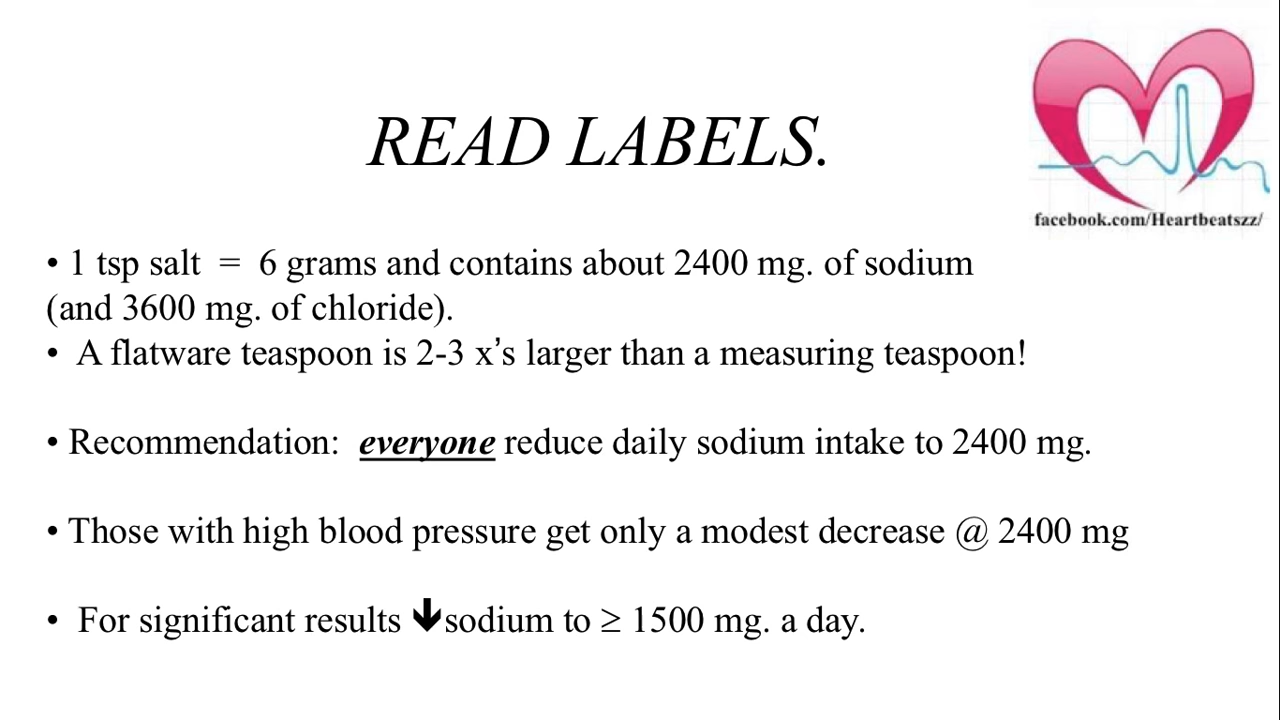 facebook.com/Heartbeatszz/
READ LABELS.
• 1 tsp salt = 6 grams and contains about 2400 mg. of sodium
(and 3600 mg. of chloride).
• A flatware teaspoon is 2-3 x’s larger than a measuring teaspoon!
• Recommendation: everyone reduce daily sodium intake to 2400 mg.
• Those with high blood pressure get only a modest decrease @ 2400 mg
• For significant results 🡻sodium to ≥ 1500 mg. a day.